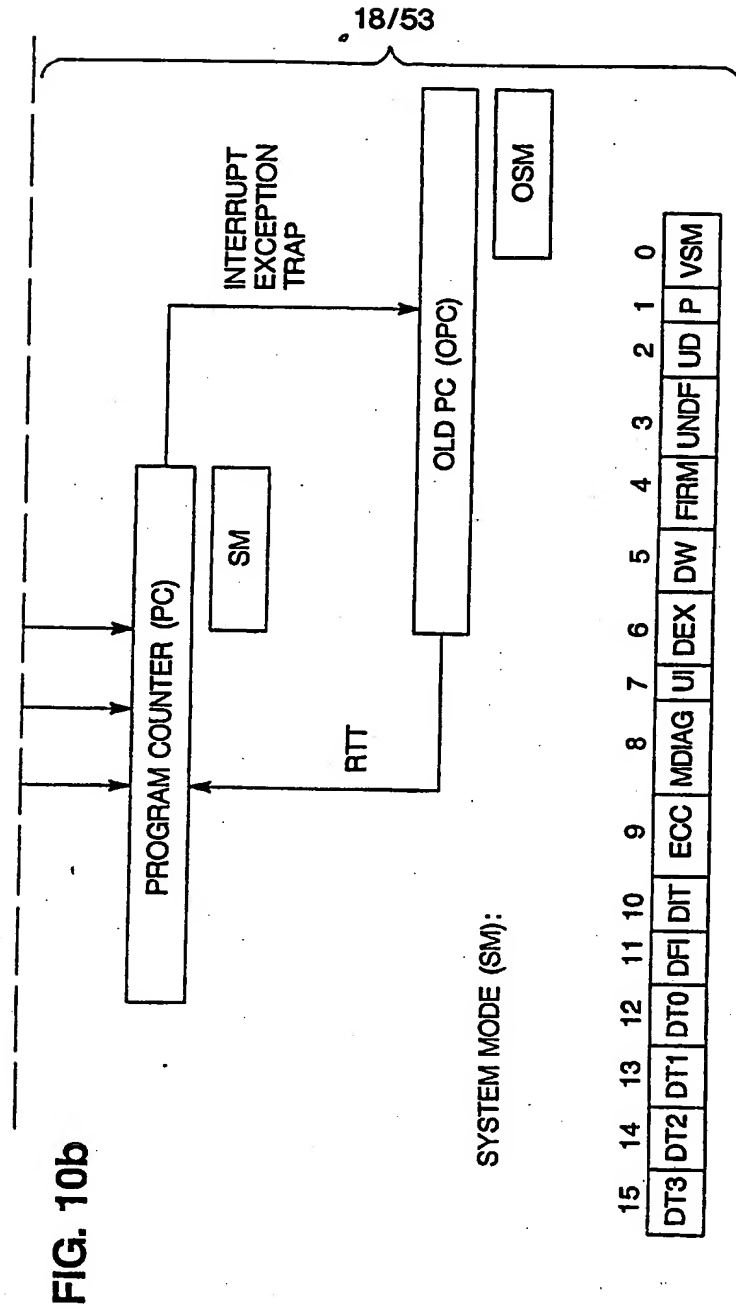 18/53
FIG. 10b
PROGRAM COUNTER (PC)
SM
INTERRUPT
EXCEPTION
TRAP
RTT
OLD PC (OPC)
OSM
SYSTEM MODE (SM):
15 14 13 12 11 10 9 8 7 6 5 4 3 2 1 0
DT3 DT2 DT1 DT0 DFI DIT ECC MDIAG UI DEX DW FIRM UNDF UD P VSM